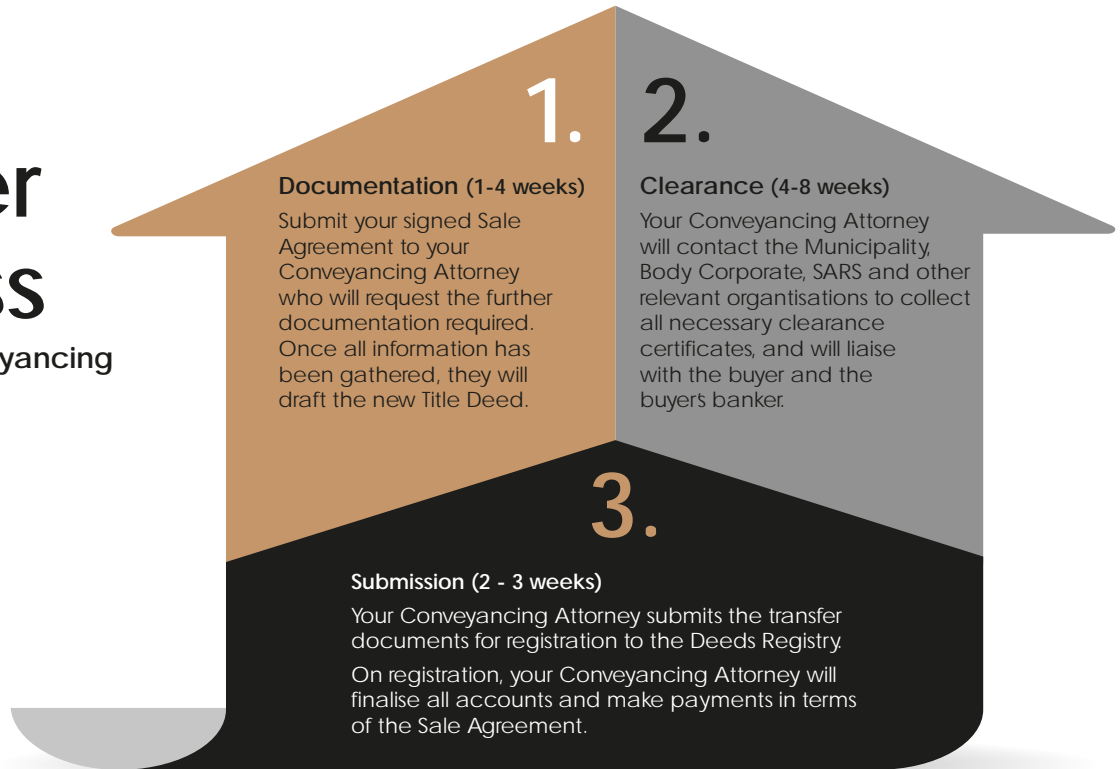 er
ss
yancing
1.
Documentation (1-4 weeks)
Submit your signed Sale
Agreement to your
Conveyancing Attorney
who will request the further
documentation required.
Once all information has
been gathered, they will
draft the new Title Deed.
2.
Clearance (4-8 weeks)
Your Conveyancing Attorney
will contact the Municipality,
Body Corporate, SARS and other
relevant organtisations to collect
all necessary clearance
certificates, and will liaise
with the buyer and the
buyer's banker.
3.
Submission (2 - 3 weeks)
Your Conveyancing Attorney submits the transfer
documents for registration to the Deeds Registry.
On registration, your Conveyancing Attorney will
finalise all accounts and make payments in terms
of the Sale Agreement.